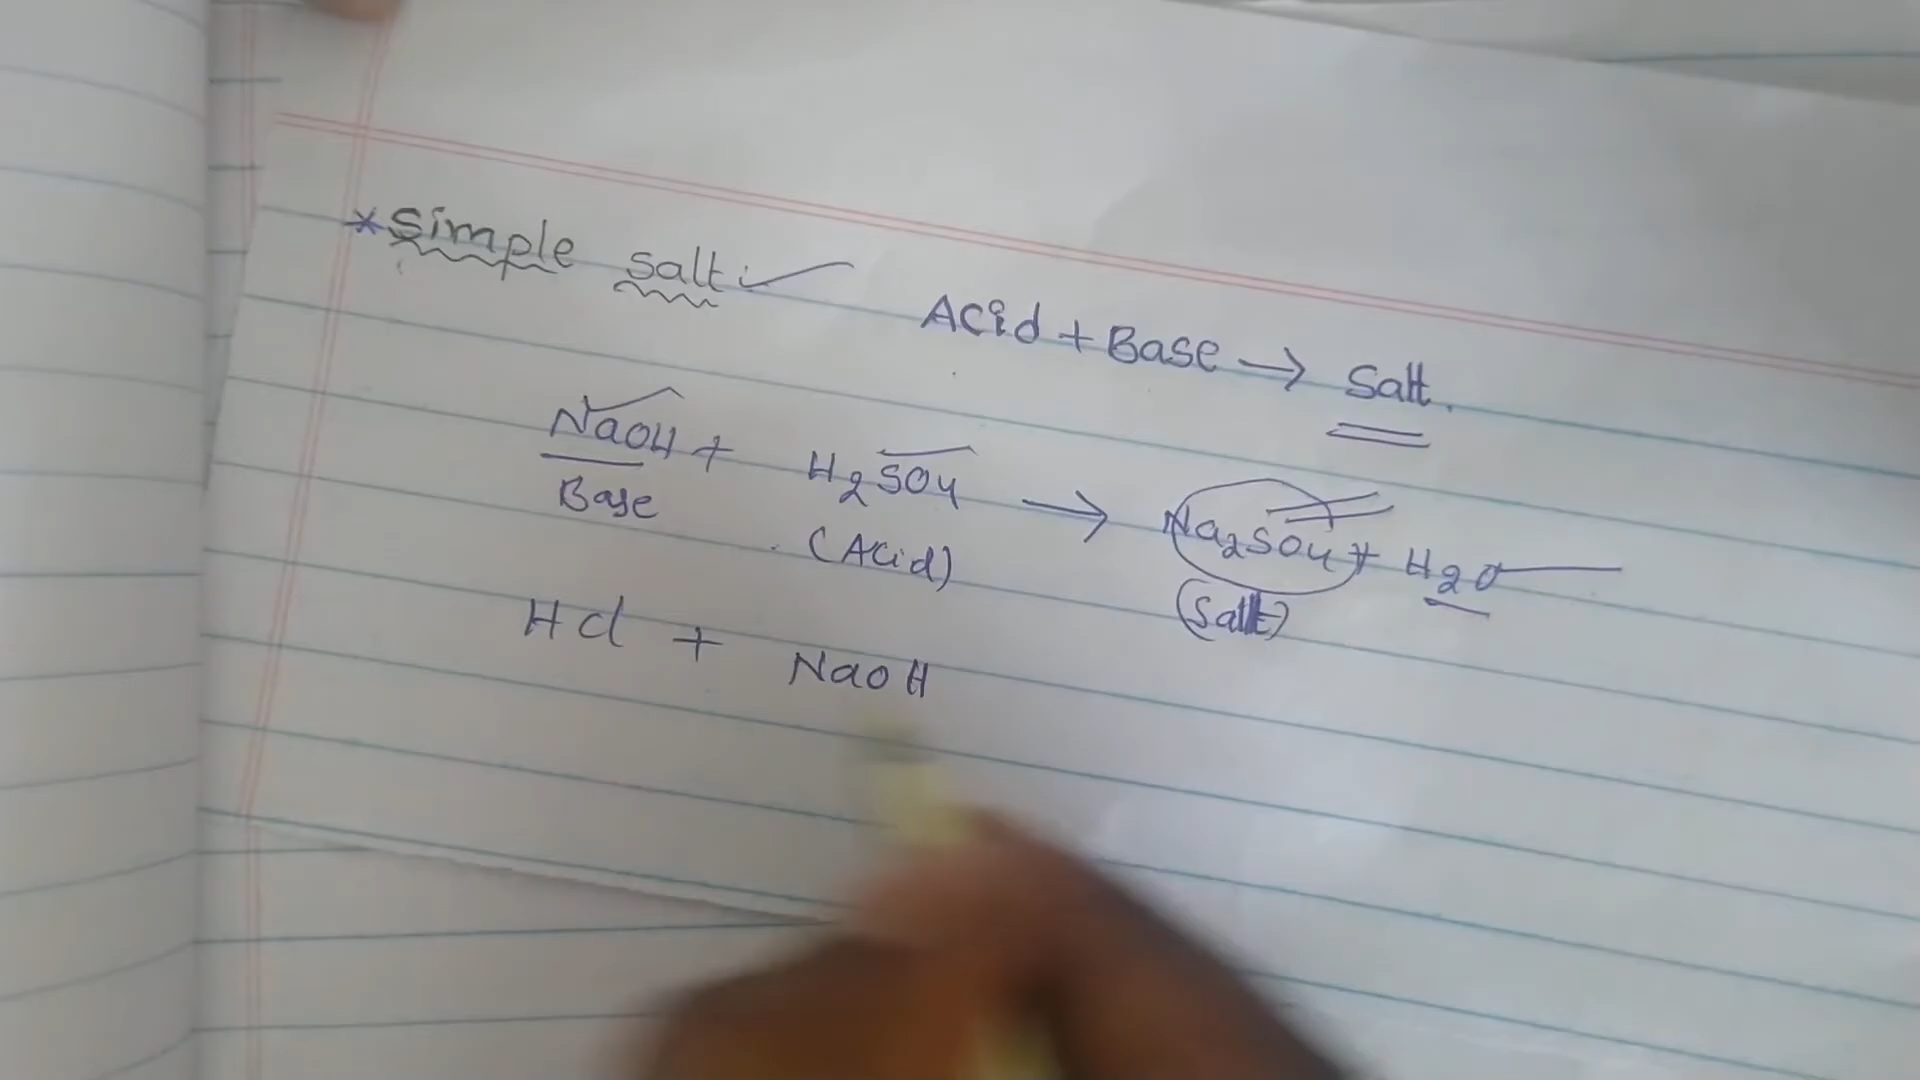 *Simple salt:
Acid + Base → Salt.
NaOH + H2SO4 → Na2SO4 + H2O
Base (Acid) (Salt)
HCl + NaOH